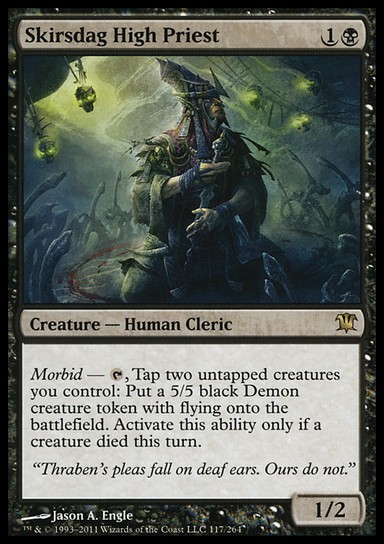 Skirsdag High Priest 1
Creature — Human Cleric
Morbid — , Tap two untapped creatures
you control: Put a 5/5 black Demon
creature token with flying onto the
battlefield. Activate this ability only if a
creature died this turn.
“Thraben’s pleas fall on deaf ears. Ours do not.”
Jason A. Engle
™ & © 1993–2011 Wizards of the Coast LLC 117/264
1/2